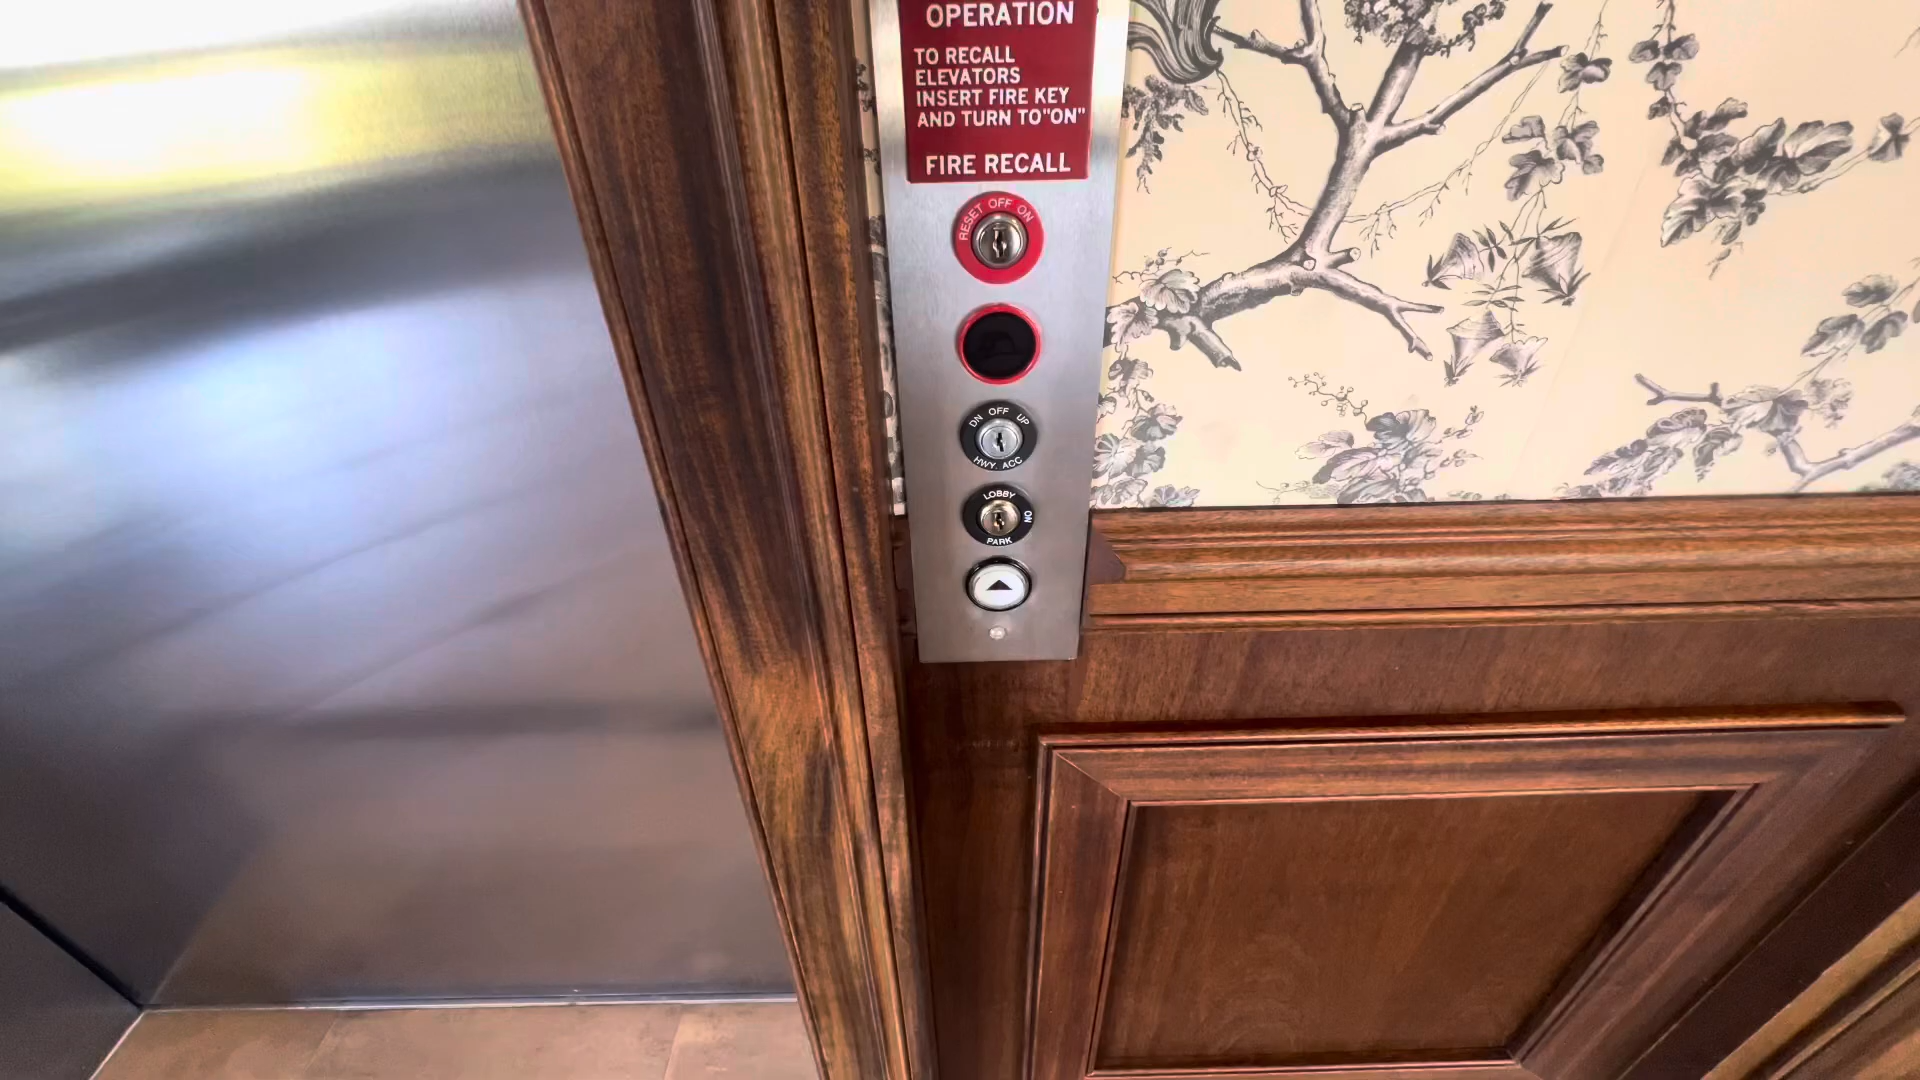 OPERATION
TO RECALL
ELEVATORS
INSERT FIRE KEY
AND TURN TO"ON"
FIRE RECALL
RESET OFF ON
DN OFF UP
HWY. ACC
LOBBY
ON
PARK